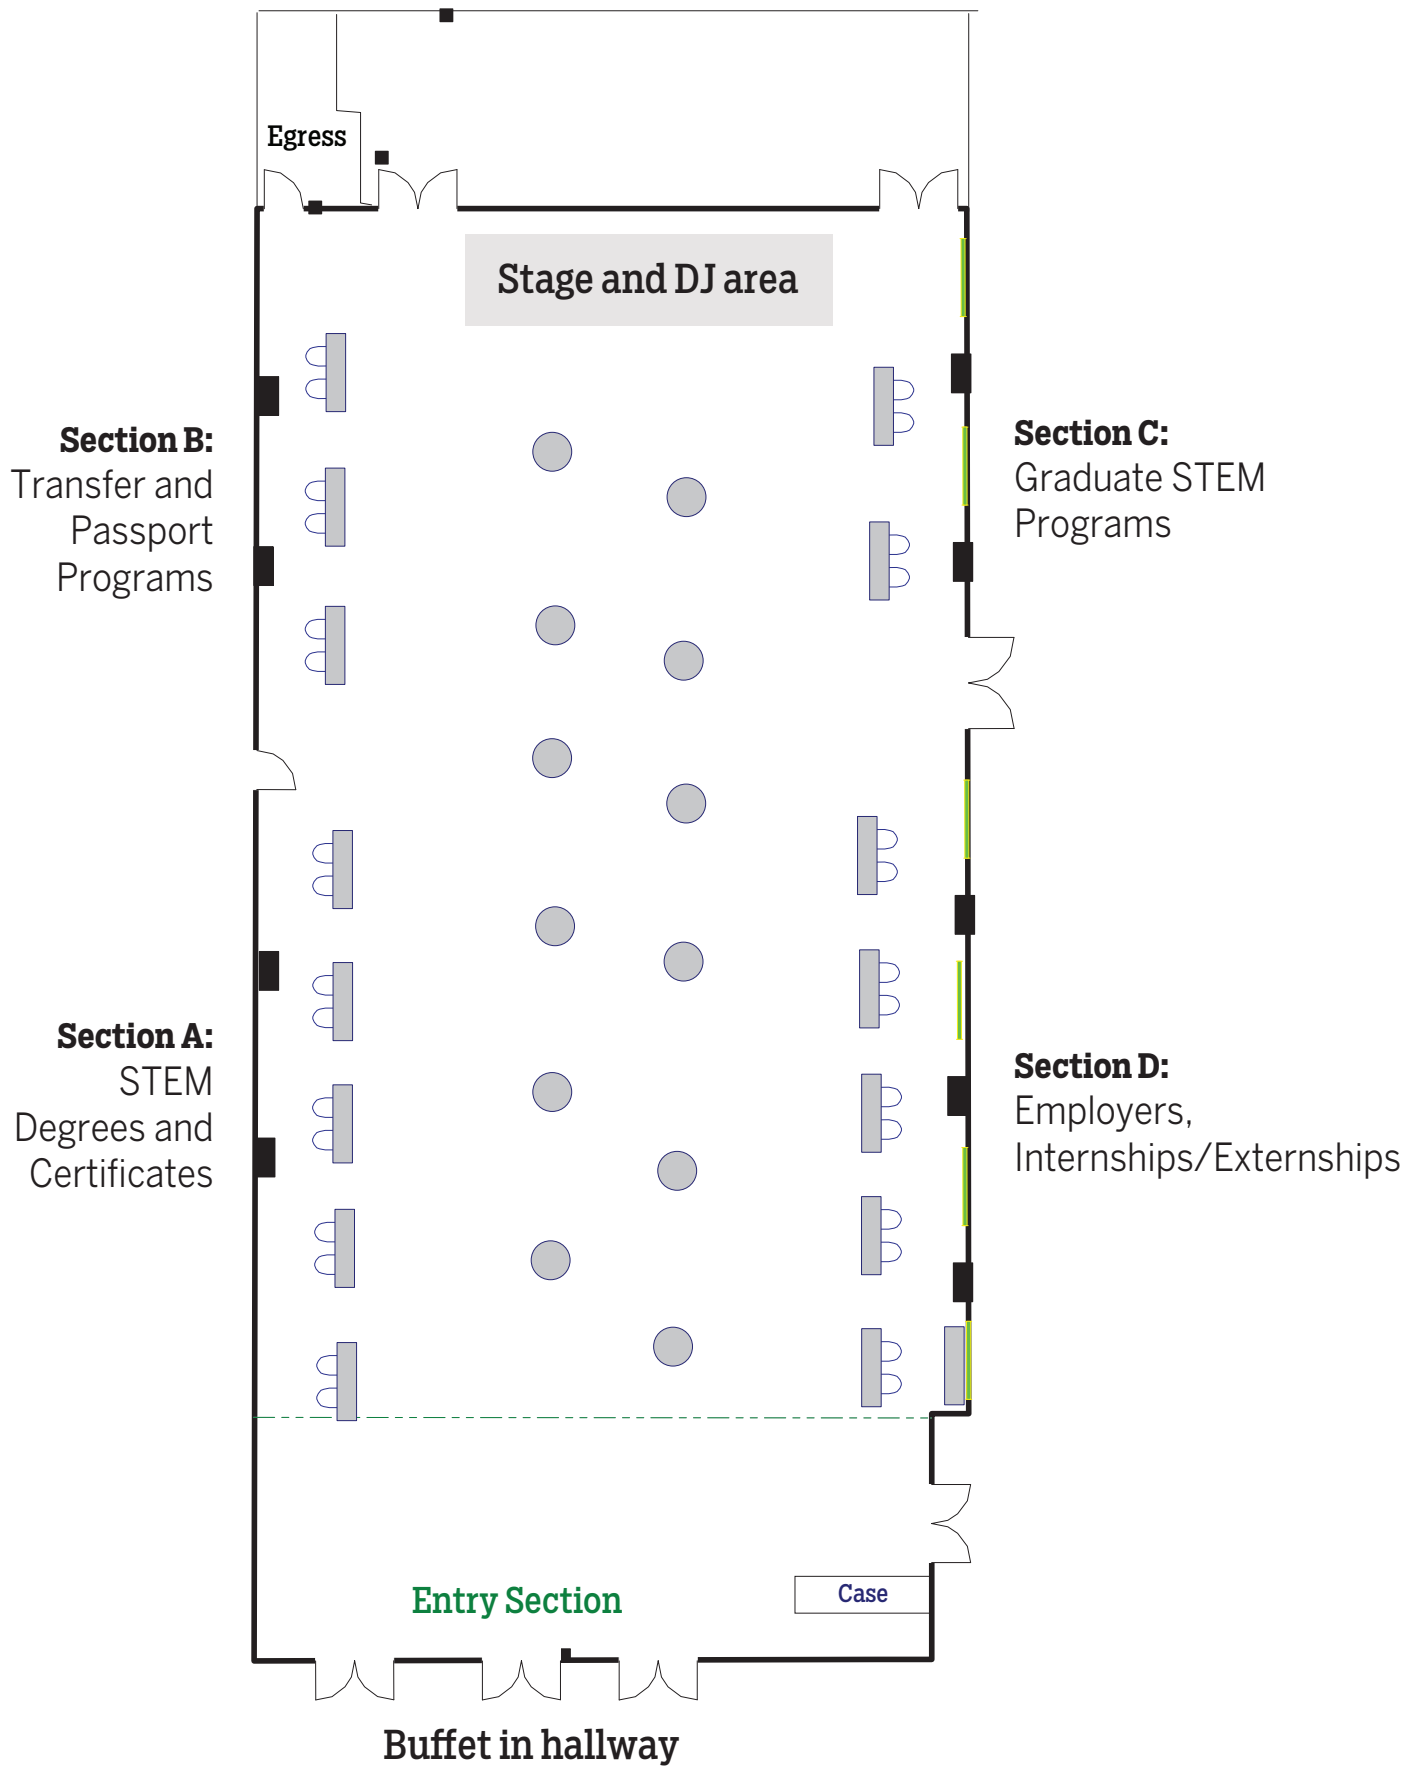 Egress
Stage and DJ area
Section B:
Transfer and
Passport
Programs
Section C:
Graduate STEM
Programs
Section A:
STEM
Degrees and
Certificates
Section D:
Employers,
Internships/Externships
Entry Section
Case
Buffet in hallway